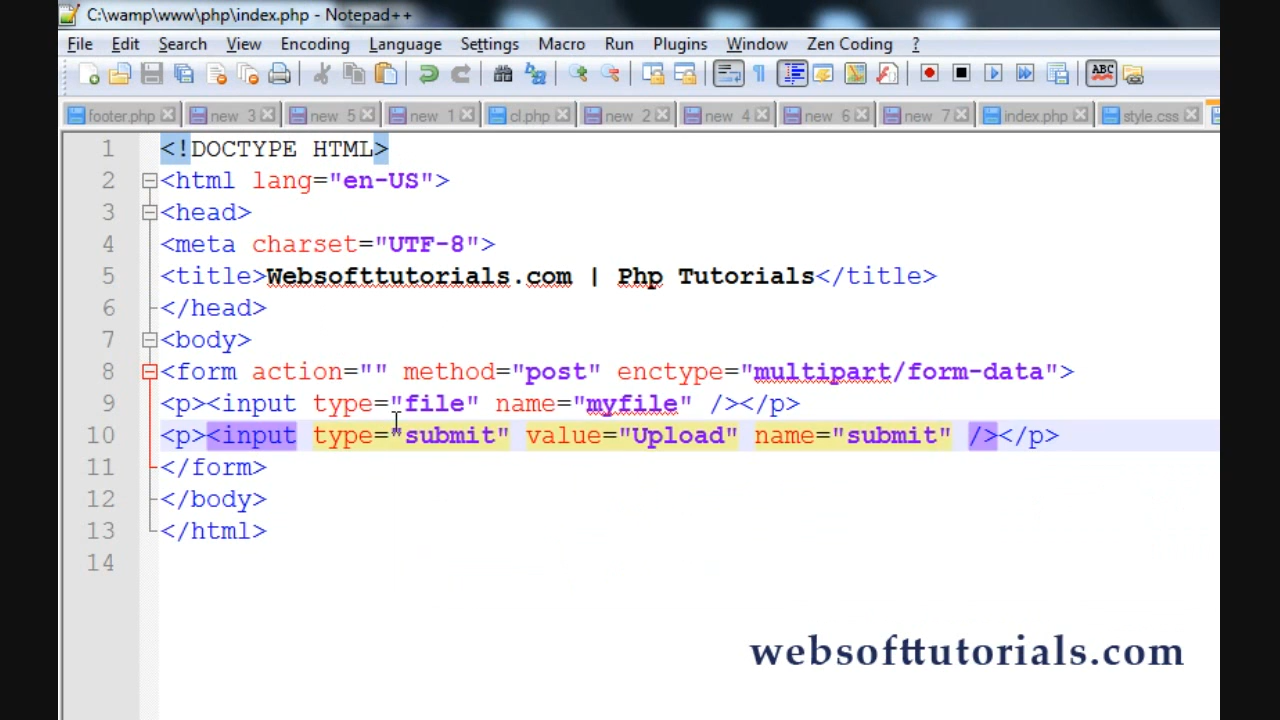 C:\wamp\www\php\index.php - Notepad++
File Edit Search View Encoding Language Settings Macro Run Plugins Window Zen Coding ?
ABC
footer.php new 3 new 5 new 1 cl.php new 2 new 4 new 6 new 7 index.php style.css
1 <!DOCTYPE HTML>
2 <html lang="en-US">
3 <head>
4 <meta charset="UTF-8">
5 <title>Websofttutorials.com | Php Tutorials</title>
6 </head>
7 <body>
8 <form action="" method="post" enctype="multipart/form-data">
9 <p><input type="file" name="myfile" /></p>
10 <p><input type="submit" value="Upload" name="submit" /></p>
11 </form>
12 </body>
13 </html>
14
websofttutorials.com